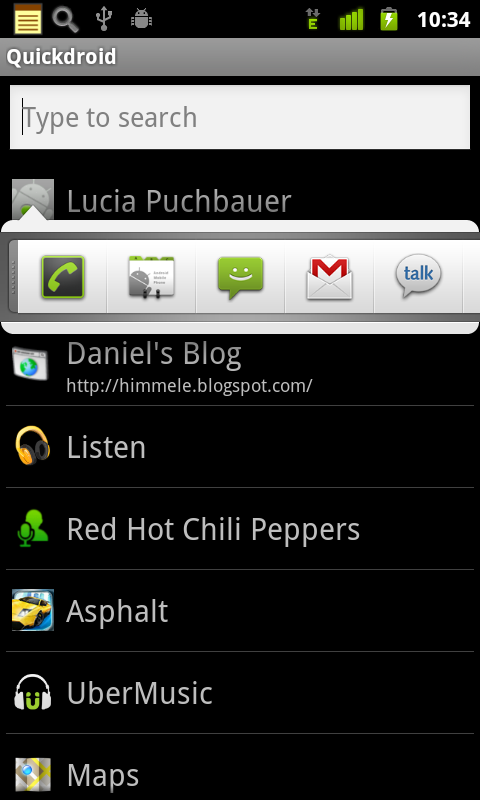 E
10:34
Quickdroid
Type to search
Lucia Puchbauer
talk
Daniel's Blog
http://himmele.blogspot.com/
Listen
Red Hot Chili Peppers
Asphalt
UberMusic
Maps